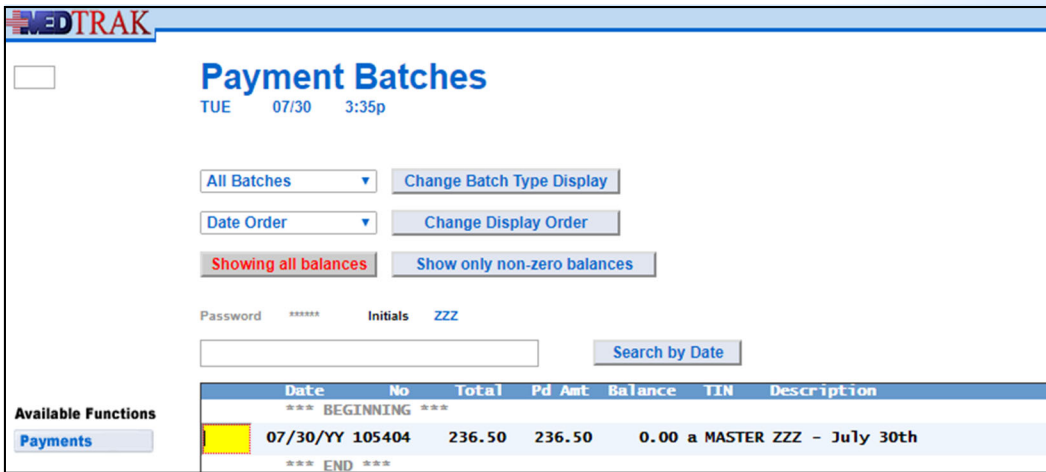 MEDTRAK
Payment Batches
TUE 07/30 3:35p
All Batches ▼ Change Batch Type Display
Date Order ▼ Change Display Order
Showing all balances Show only non-zero balances
Password ****** Initials ZZZ
Search by Date
Date No Total Pd Amt Balance TIN Description
*** BEGINNING ***
Available Functions
Payments
07/30/YY 105404 236.50 236.50 0.00 a MASTER ZZZ - July 30th
*** END ***